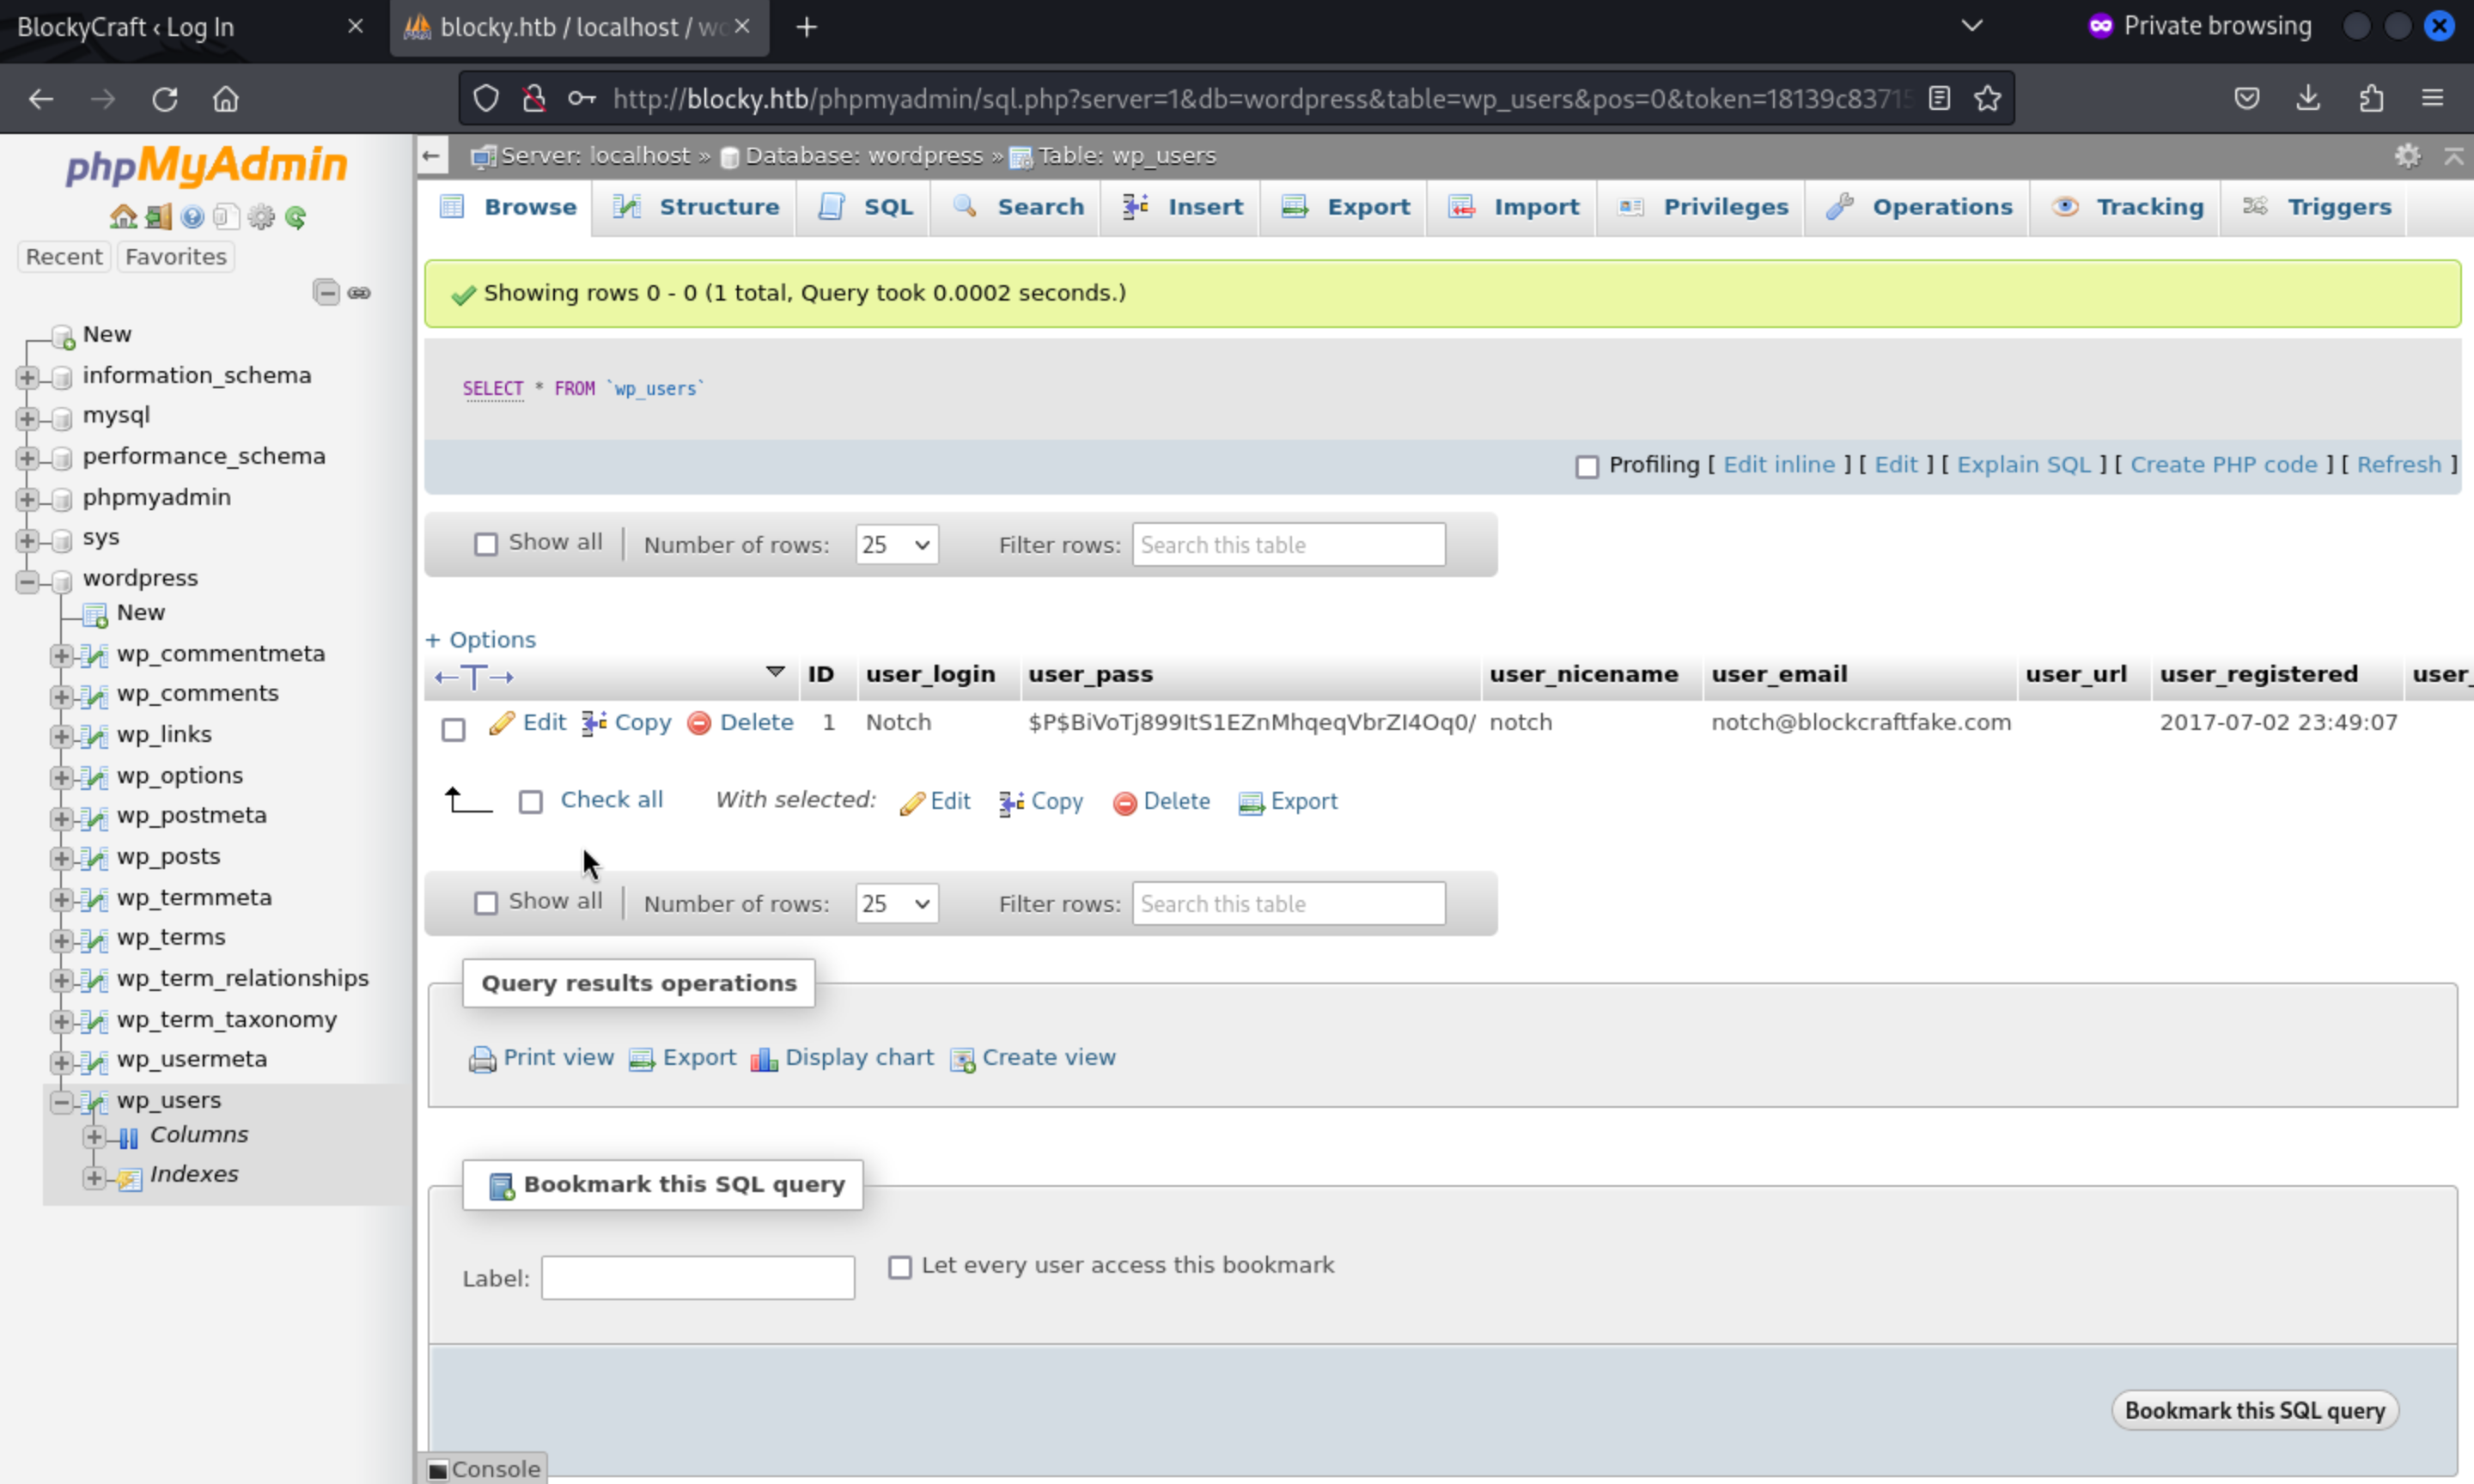 BlockyCraft ‹ Log In
blocky.htb / localhost / wo
Private browsing
http://blocky.htb/phpmyadmin/sql.php?server=1&db=wordpress&table=wp_users&pos=0&token=18139c83715
phpMyAdmin
Recent
Favorites
New
information_schema
mysql
performance_schema
phpmyadmin
sys
wordpress
New
wp_commentmeta
wp_comments
wp_links
wp_options
wp_postmeta
wp_posts
wp_termmeta
wp_terms
wp_term_relationships
wp_term_taxonomy
wp_usermeta
wp_users
Columns
Indexes
Server: localhost » Database: wordpress » Table: wp_users
Browse Structure SQL Search Insert Export Import Privileges Operations Tracking Triggers
Showing rows 0 - 0 (1 total, Query took 0.0002 seconds.)
SELECT * FROM `wp_users`
Profiling [ Edit inline ] [ Edit ] [ Explain SQL ] [ Create PHP code ] [ Refresh ]
Show all | Number of rows: 25 Filter rows: Search this table
+ Options
←T→ ID user_login user_pass user_nicename user_email user_url user_registered user_
Edit Copy Delete 1 Notch $P$BiVoTj899ItS1EZnMhqeqVbrZI4Oq0/ notch notch@blockcraftfake.com 2017-07-02 23:49:07
Check all With selected: Edit Copy Delete Export
Show all | Number of rows: 25 Filter rows: Search this table
Query results operations
Print view Export Display chart Create view
Bookmark this SQL query
Label: Let every user access this bookmark
Bookmark this SQL query
Console